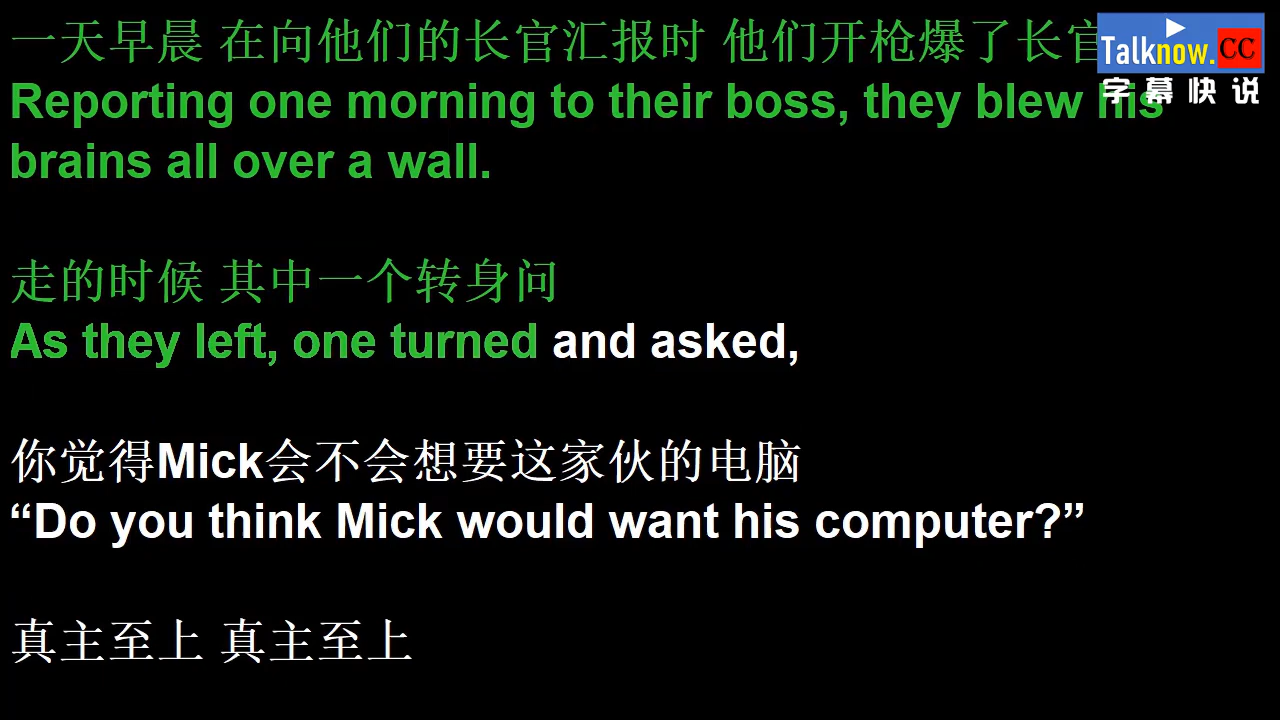 一天早晨 在向他们的长官汇报时 他们开枪爆了长官
Talknow.CC
字幕快说
Reporting one morning to their boss, they blew his
brains all over a wall.
走的时候 其中一个转身问
As they left, one turned and asked,
你觉得Mick会不会想要这家伙的电脑
“Do you think Mick would want his computer?”
真主至上 真主至上